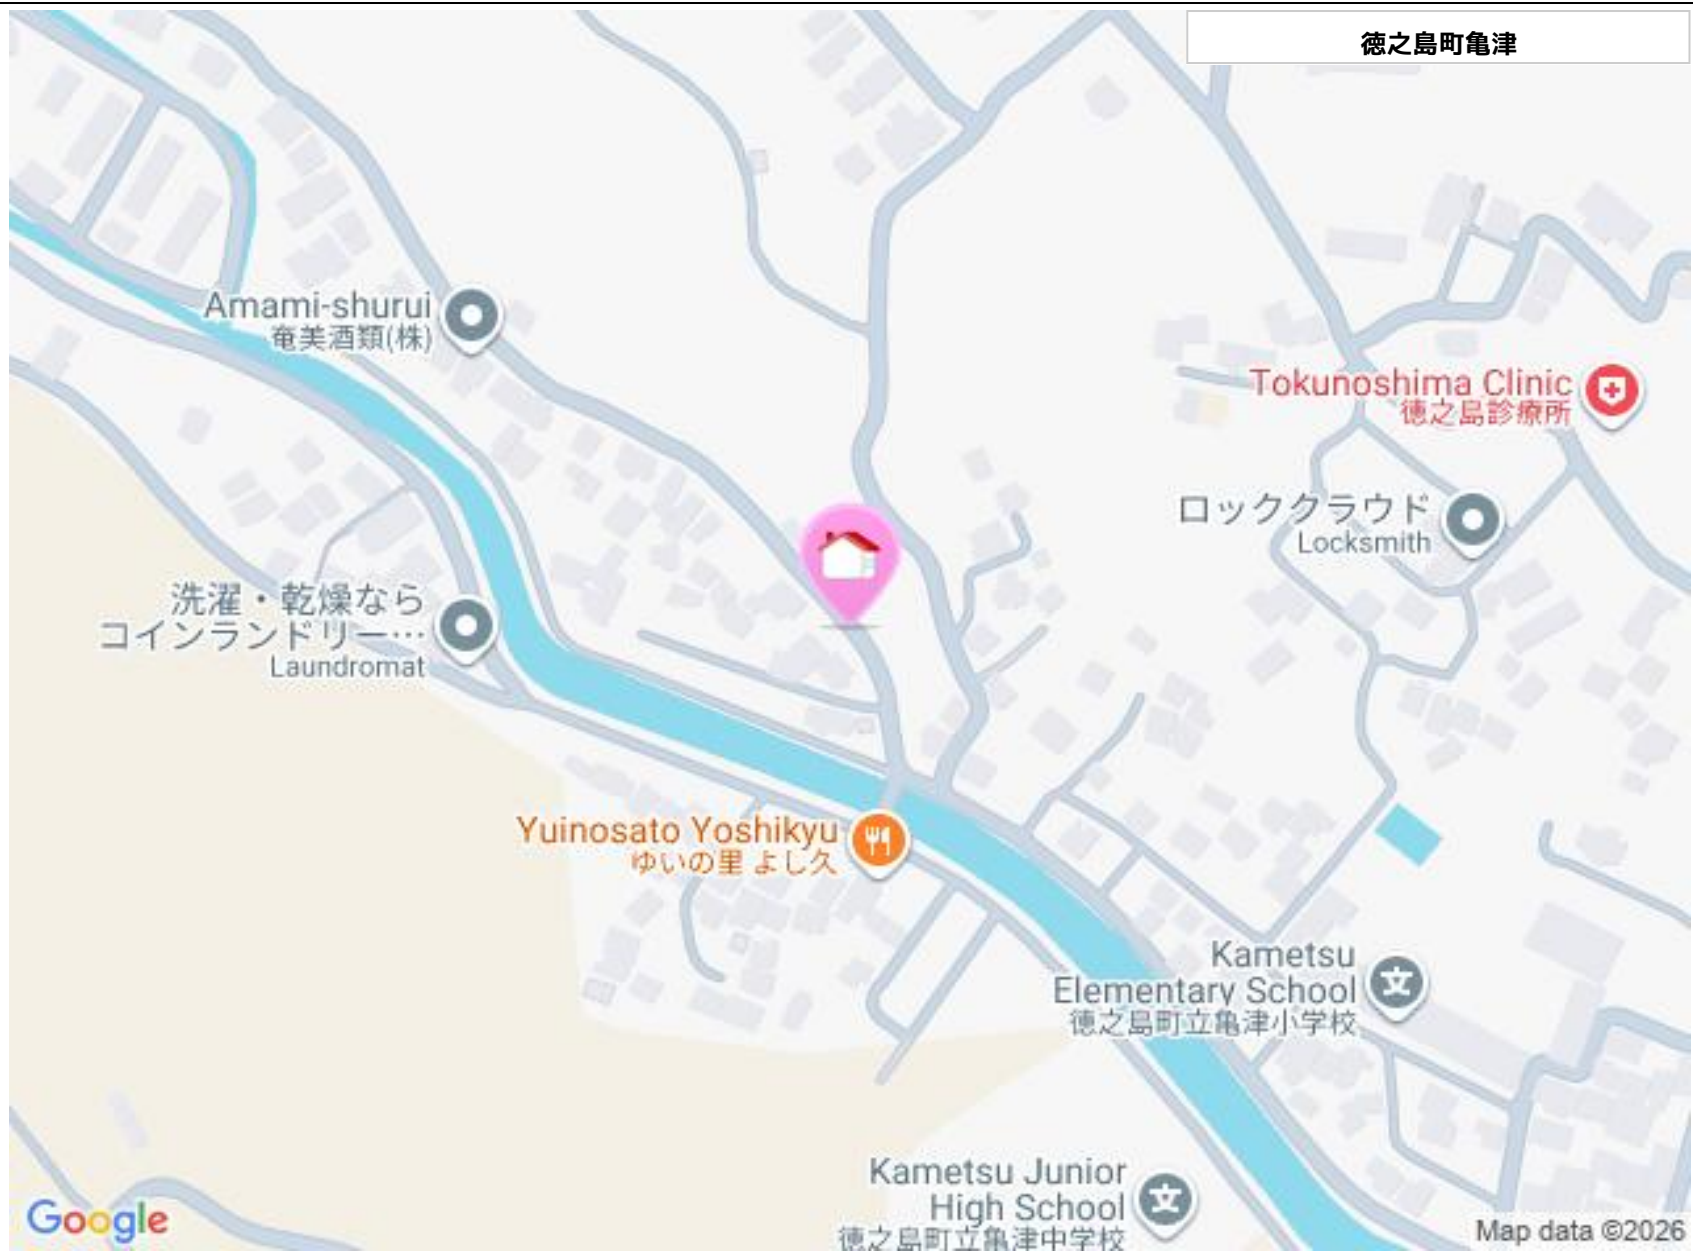 徳之島町亀津
Amami-shurui
奄美酒類(株)
Tokunoshima Clinic
徳之島診療所
ロッククラウド
Locksmith
洗濯・乾燥なら
コインランドリー…
Laundromat
Yuinosato Yoshikyu
ゆいの里 よし久
Kametsu
Elementary School
徳之島町立亀津小学校
Kametsu Junior
High School
徳之島町立亀津中学校
Google
Map data ©2026